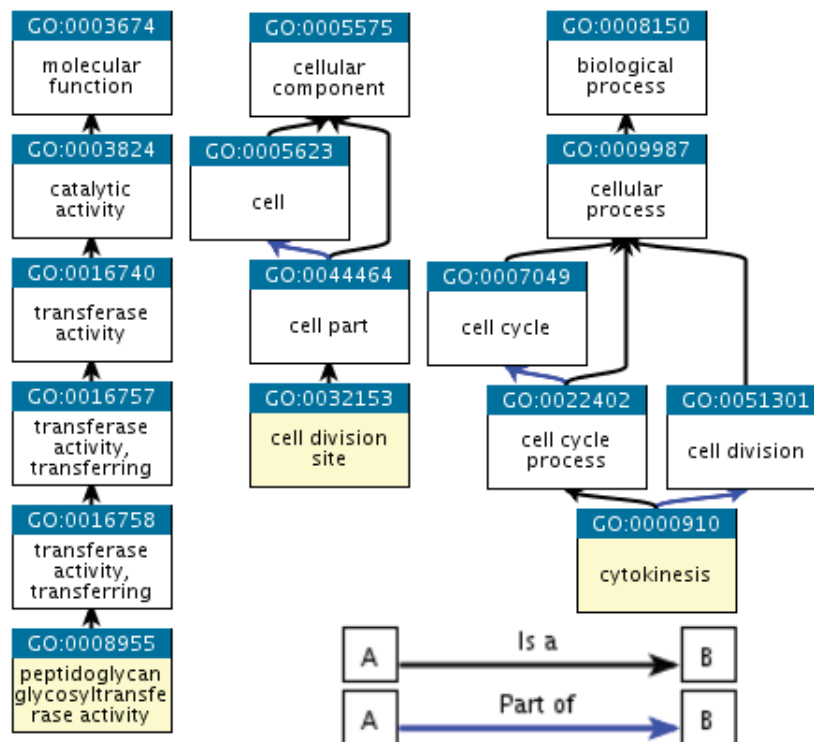 GO:0003674
molecular
function
GO:0003824
catalytic
activity
GO:0016740
transferase
activity
GO:0016757
transferase
activity,
transferring
GO:0016758
transferase
activity,
transferring
GO:0008955
peptidoglycan
glycosyltransfe
rase activity
GO:0005575
cellular
component
GO:0005623
cell
GO:0044464
cell part
GO:0032153
cell division
site
GO:0008150
biological
process
GO:0009987
cellular
process
GO:0007049
cell cycle
GO:0022402
cell cycle
process
GO:0051301
cell division
GO:0000910
cytokinesis
A Is a B
A Part of B